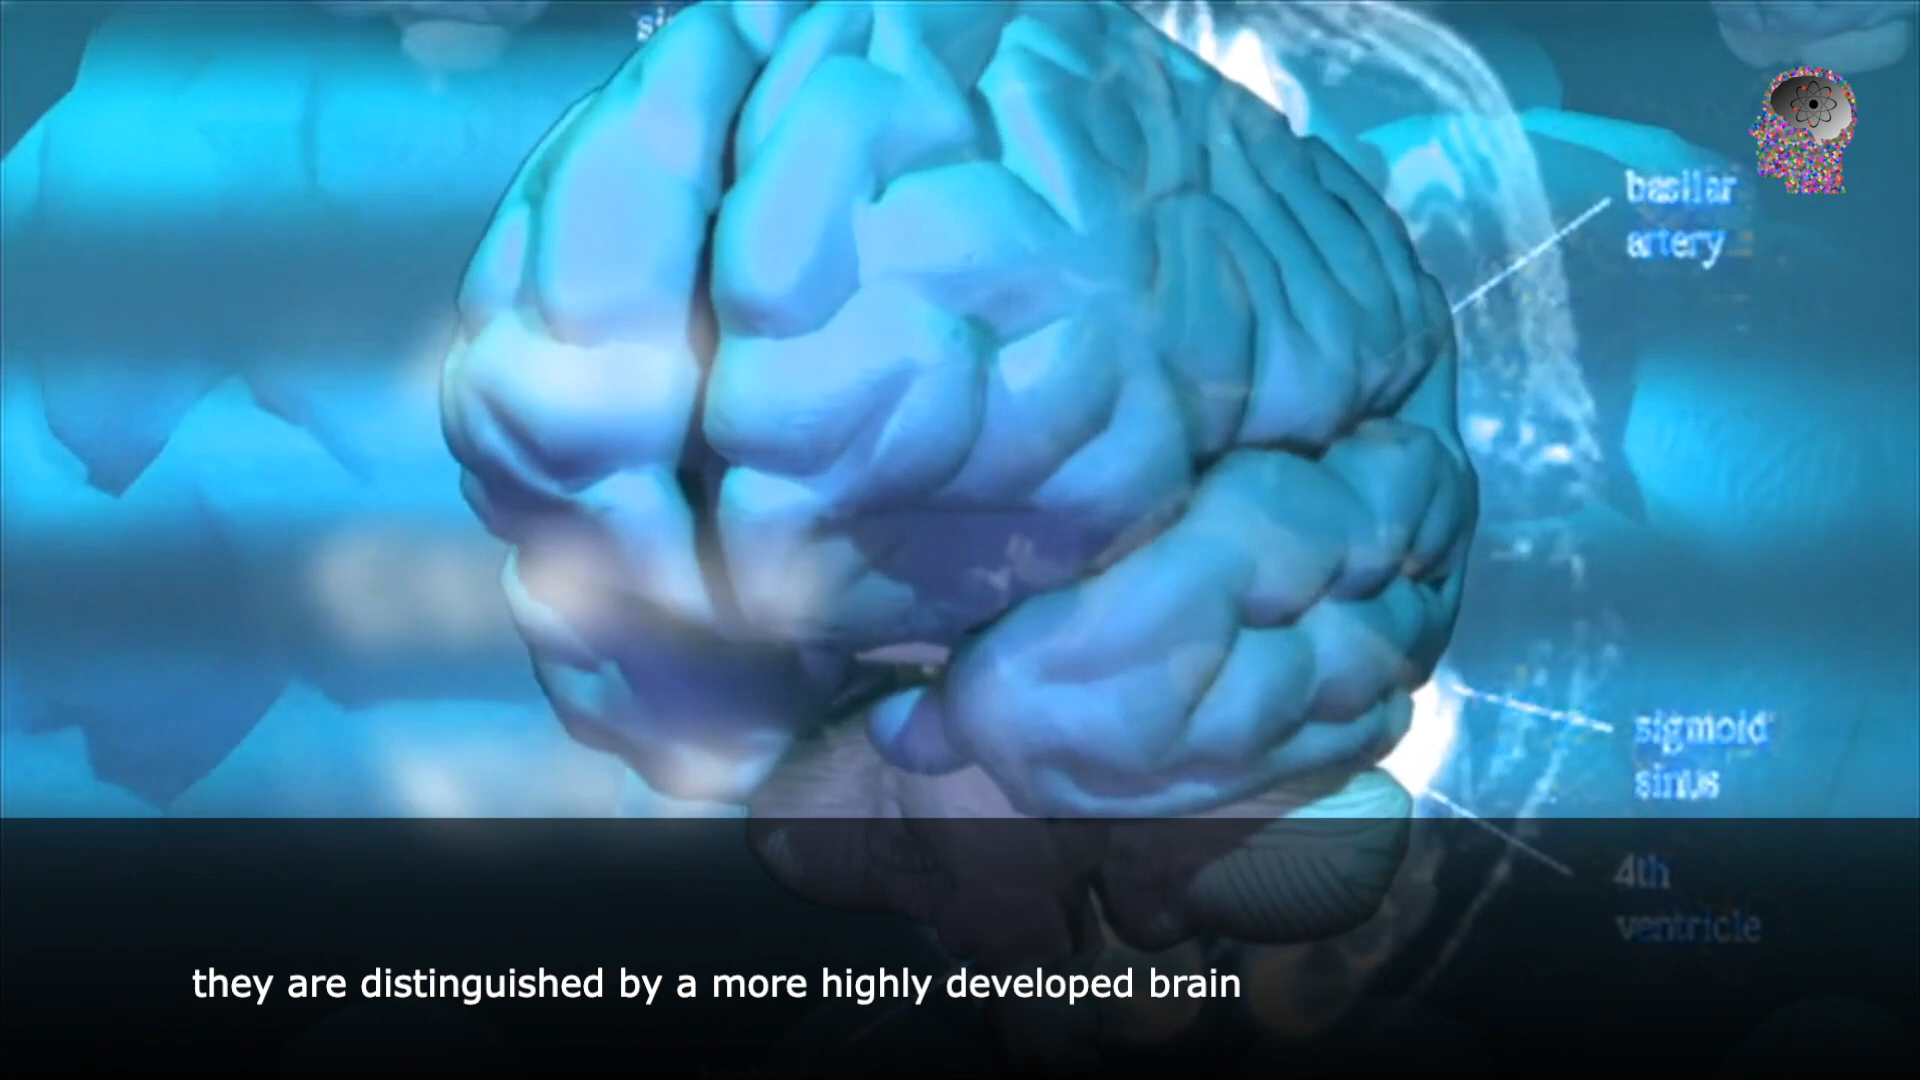 basilar
artery
sigmoid
sinus
4th
ventricle
they are distinguished by a more highly developed brain